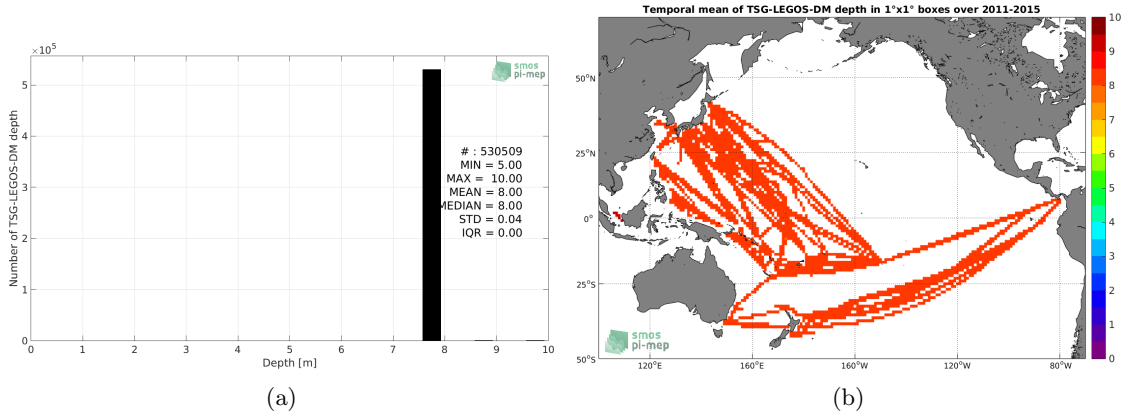 ×10^5
5
4
3
2
1
0
Number of TSG-LEGOS-DM depth
0 1 2 3 4 5 6 7 8 9 10
Depth [m]
smos
pi-mep
# : 530509
MIN = 5.00
MAX = 10.00
MEAN = 8.00
MEDIAN = 8.00
STD = 0.04
IQR = 0.00
(a)
Temporal mean of TSG-LEGOS-DM depth in 1°x1° boxes over 2011-2015
50°N
25°N
0°
25°S
50°S
120°E 160°E 160°W 120°W 80°W
smos
pi-mep
10
9
8
7
6
5
4
3
2
1
0
(b)